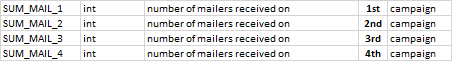 SUM_MAIL_1 int number of mailers received on 1st campaign
SUM_MAIL_2 int number of mailers received on 2nd campaign
SUM_MAIL_3 int number of mailers received on 3rd campaign
SUM_MAIL_4 int number of mailers received on 4th campaign